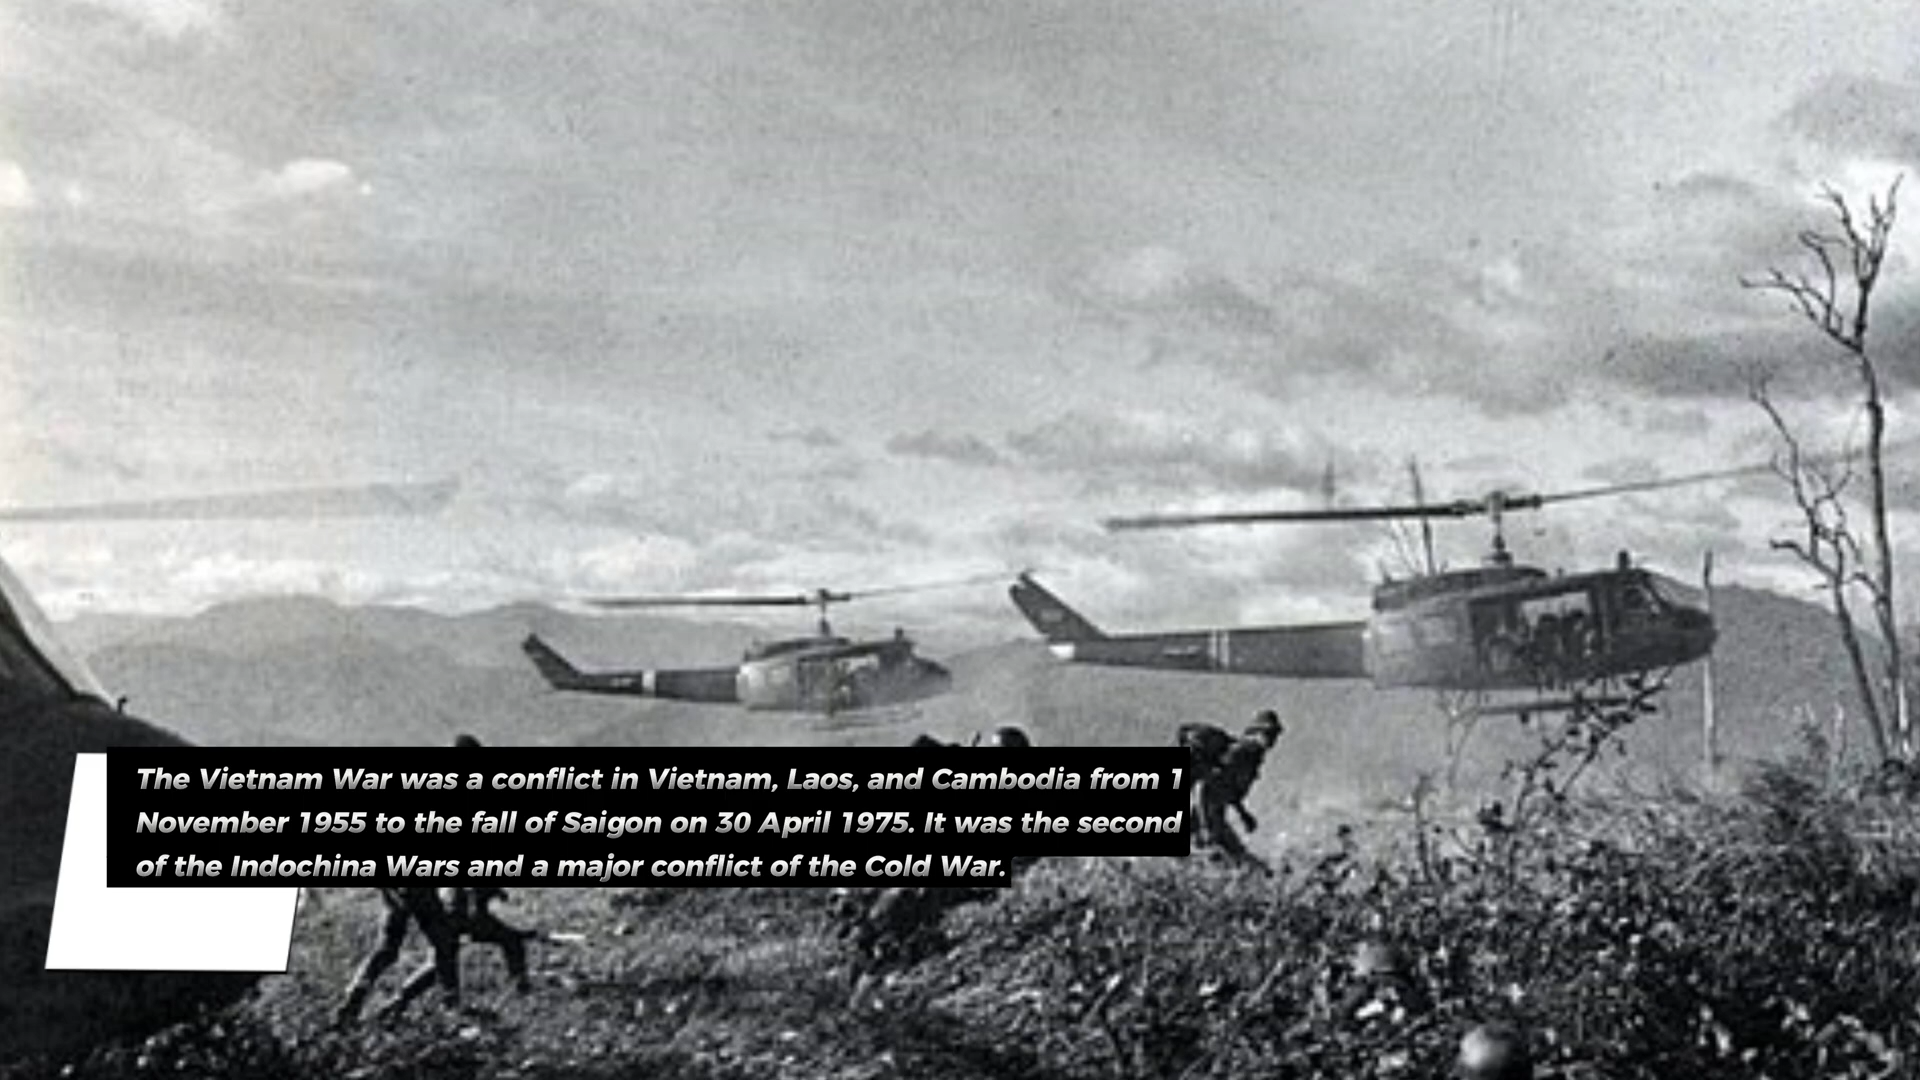 The Vietnam War was a conflict in Vietnam, Laos, and Cambodia from 1
November 1955 to the fall of Saigon on 30 April 1975. It was the second
of the Indochina Wars and a major conflict of the Cold War.